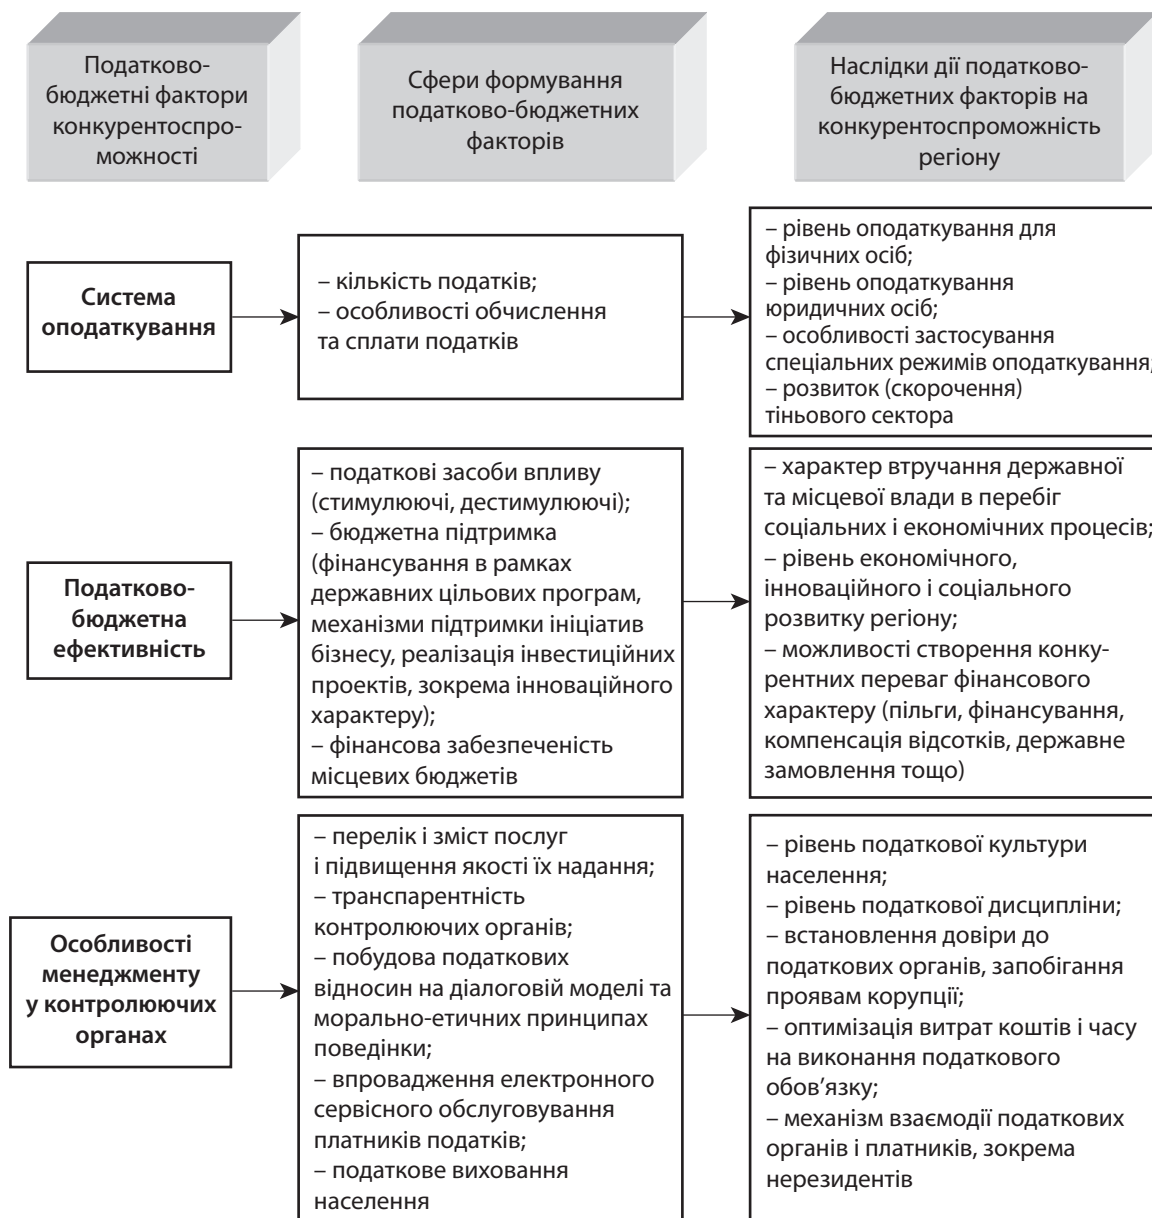 Податково-
бюджетні фактори
конкурентоспро-
можності
Сфери формування
податково-бюджетних
факторів
Наслідки дії податково-
бюджетних факторів на
конкурентоспроможність
регіону
Система
оподаткування
– кількість податків;
– особливості обчислення
та сплати податків
– рівень оподаткування для
фізичних осіб;
– рівень оподаткування
юридичних осіб;
– особливості застосування
спеціальних режимів оподаткування;
– розвиток (скорочення)
тіньового сектора
Податково-
бюджетна
ефективність
– податкові засоби впливу
(стимулюючі, дестимулюючі);
– бюджетна підтримка
(фінансування в рамках
державних цільових програм,
механізми підтримки ініціатив
бізнесу, реалізація інвестиційних
проектів, зокрема інноваційного
характеру);
– фінансова забезпеченість
місцевих бюджетів
– характер втручання державної
та місцевої влади в перебіг
соціальних і економічних процесів;
– рівень економічного,
інноваційного і соціального
розвитку регіону;
– можливості створення конку-
рентних переваг фінансового
характеру (пільги, фінансування,
компенсація відсотків, державне
замовлення тощо)
Особливості
менеджменту
у контролюючих
органах
– перелік і зміст послуг
і підвищення якості їх надання;
– транспарентність
контролюючих органів;
– побудова податкових
відносин на діалоговій моделі та
морально-етичних принципах
поведінки;
– впровадження електронного
сервісного обслуговування
платників податків;
– податкове виховання
населення
– рівень податкової культури
населення;
– рівень податкової дисципліни;
– встановлення довіри до
податкових органів, запобігання
проявам корупції;
– оптимізація витрат коштів і часу
на виконання податкового
обов’язку;
– механізм взаємодії податкових
органів і платників, зокрема
нерезидентів